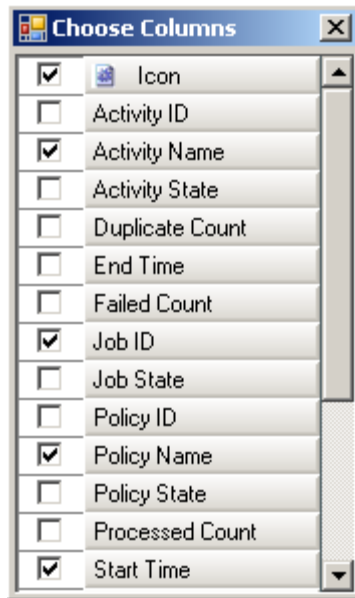 Choose Columns
Icon
Activity ID
Activity Name
Activity State
Duplicate Count
End Time
Failed Count
Job ID
Job State
Policy ID
Policy Name
Policy State
Processed Count
Start Time